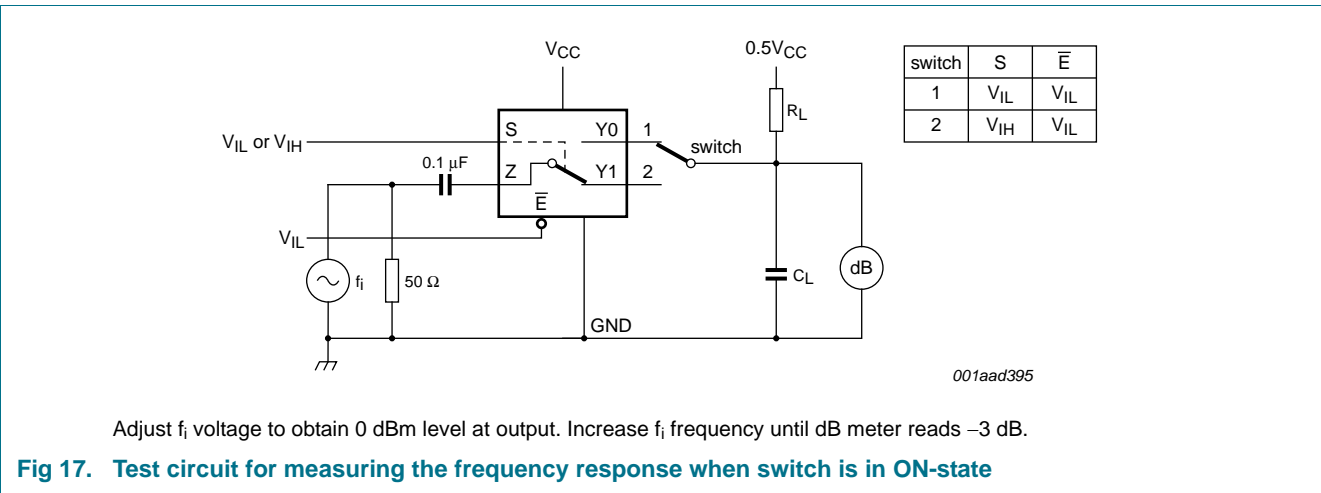 VCC
0.5VCC
switch S E̅
1 VIL VIL
2 VIH VIL
RL
VIL or VIH
S
Y0
1
switch
0.1 μF
Z
Y1
2
E̅
VIL
fi
50 Ω
CL
dB
GND
001aad395
Adjust fi voltage to obtain 0 dBm level at output. Increase fi frequency until dB meter reads −3 dB.
Fig 17. Test circuit for measuring the frequency response when switch is in ON-state